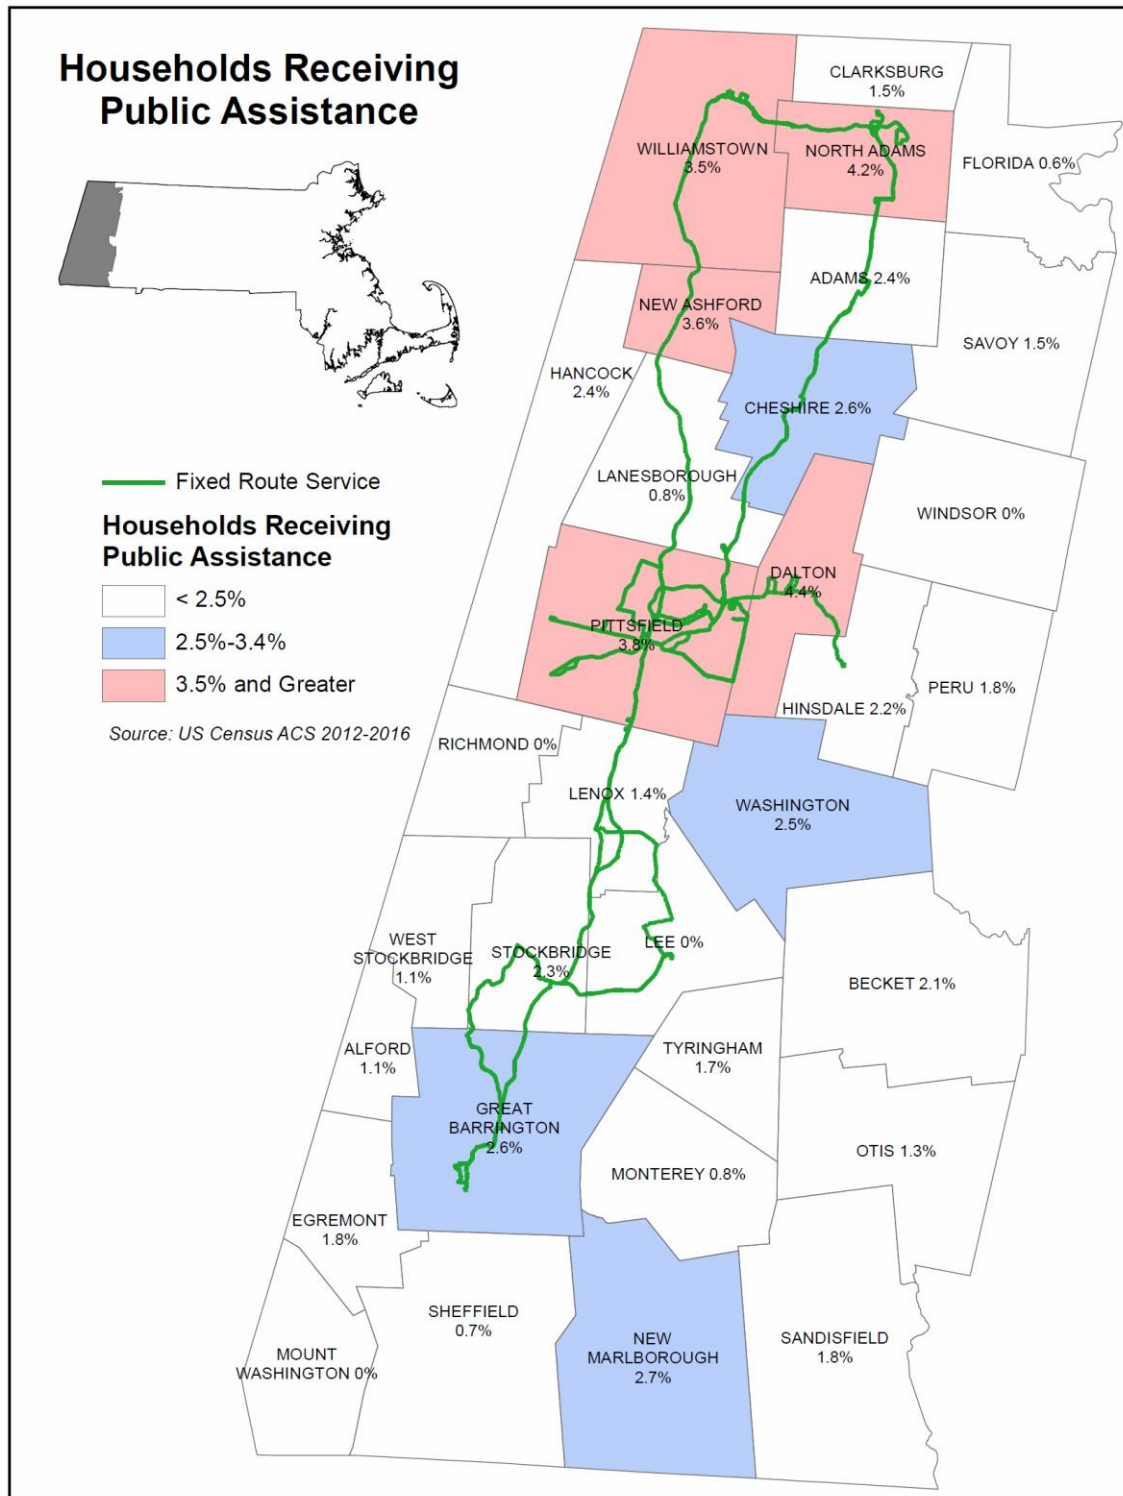 Households Receiving
Public Assistance
Fixed Route Service
Households Receiving
Public Assistance
< 2.5%
2.5%-3.4%
3.5% and Greater
Source: US Census ACS 2012-2016
CLARKSBURG
1.5%
WILLIAMSTOWN
3.5%
NORTH ADAMS
4.2%
FLORIDA 0.6%
ADAMS 2.4%
NEW ASHFORD
3.6%
SAVOY 1.5%
HANCOCK
2.4%
CHESHIRE 2.6%
LANESBOROUGH
0.8%
WINDSOR 0%
DALTON
4.4%
PITTSFIELD
3.8%
PERU 1.8%
HINSDALE 2.2%
RICHMOND 0%
LENOX 1.4%
WASHINGTON
2.5%
WEST
STOCKBRIDGE
1.1%
STOCKBRIDGE
2.3%
LEE 0%
BECKET 2.1%
ALFORD
1.1%
TYRINGHAM
1.7%
GREAT
BARRINGTON
2.6%
OTIS 1.3%
MONTEREY 0.8%
EGREMONT
1.8%
SHEFFIELD
0.7%
NEW
MARLBOROUGH
2.7%
SANDISFIELD
1.8%
MOUNT
WASHINGTON 0%